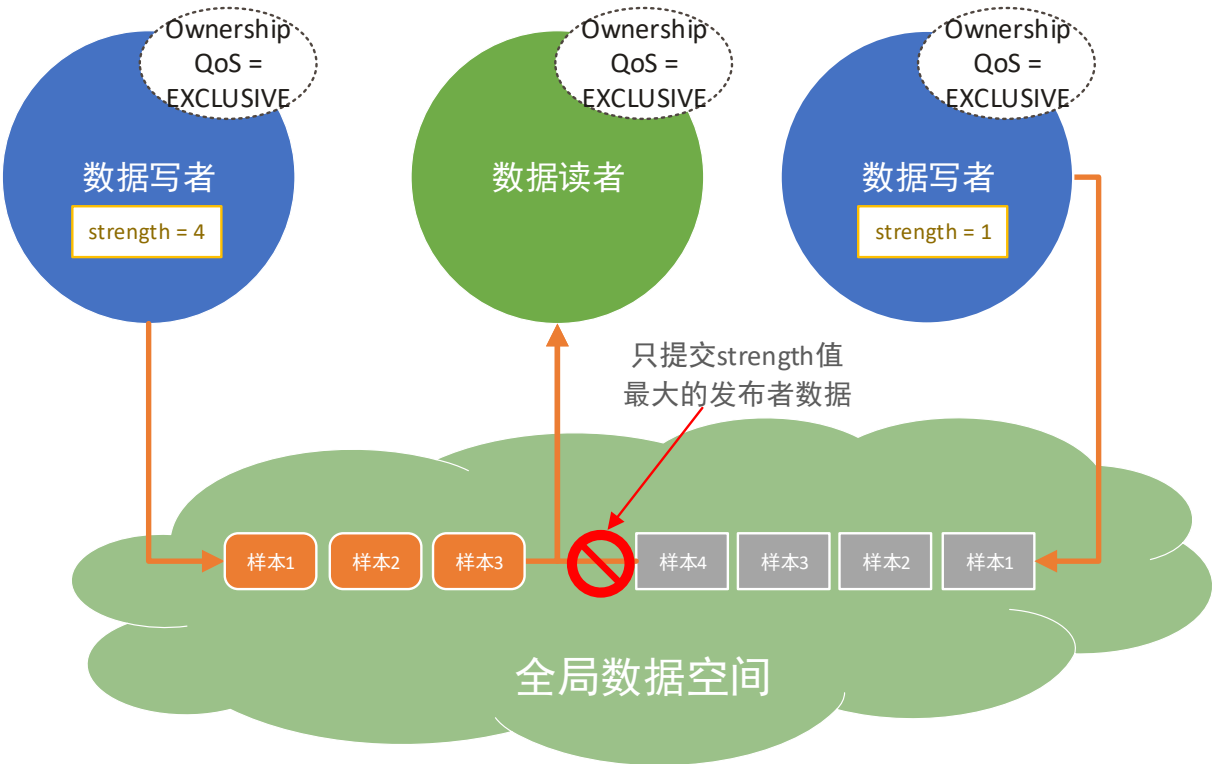 Ownership
QoS =
EXCLUSIVE
数据写者
strength = 4
Ownership
QoS =
EXCLUSIVE
数据读者
Ownership
QoS =
EXCLUSIVE
数据写者
strength = 1
只提交strength值
最大的发布者数据
样本1
样本2
样本3
样本4
样本3
样本2
样本1
全局数据空间